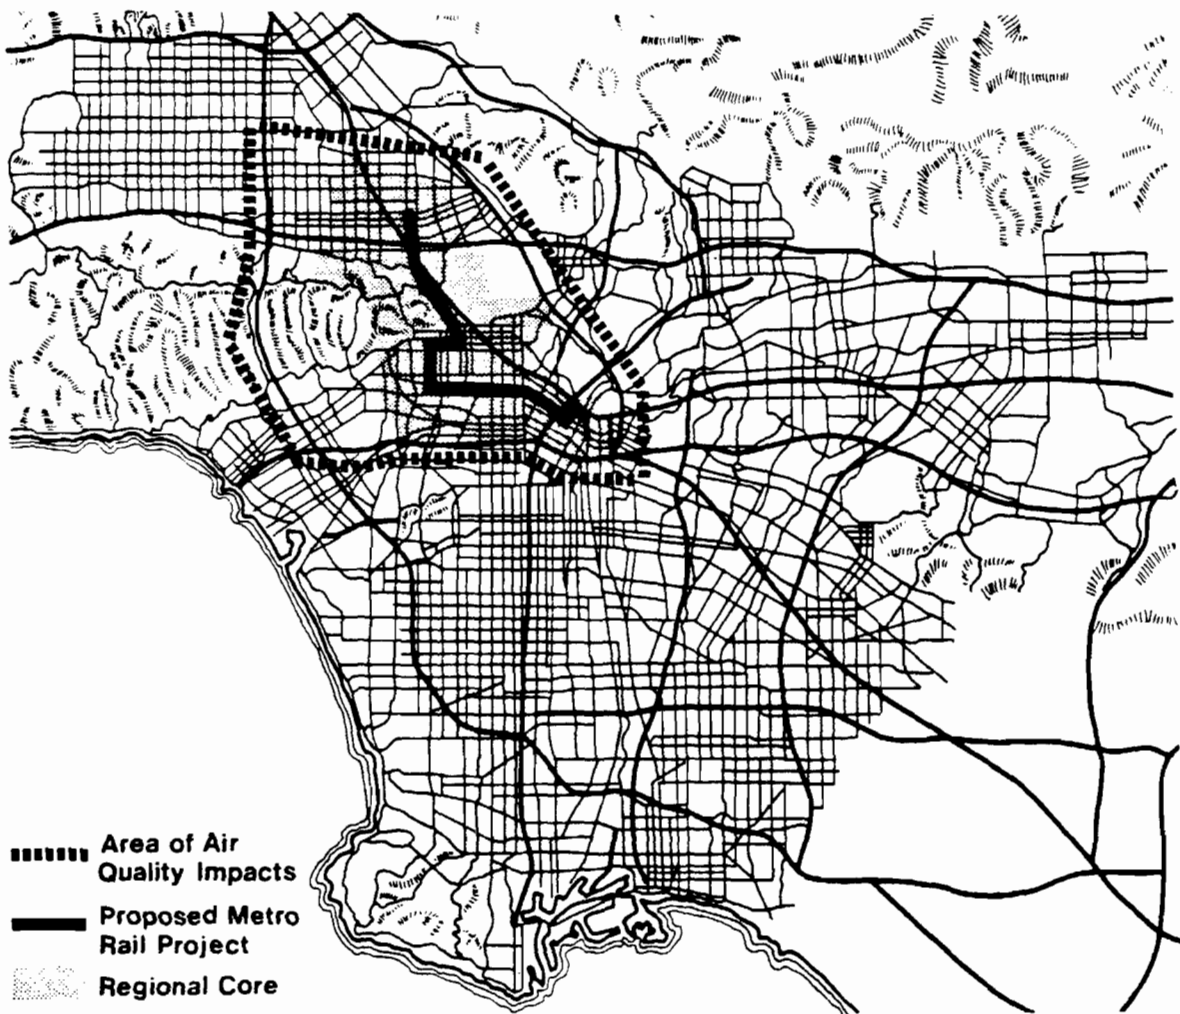 Area of Air
Quality Impacts
Proposed Metro
Rail Project
Regional Core